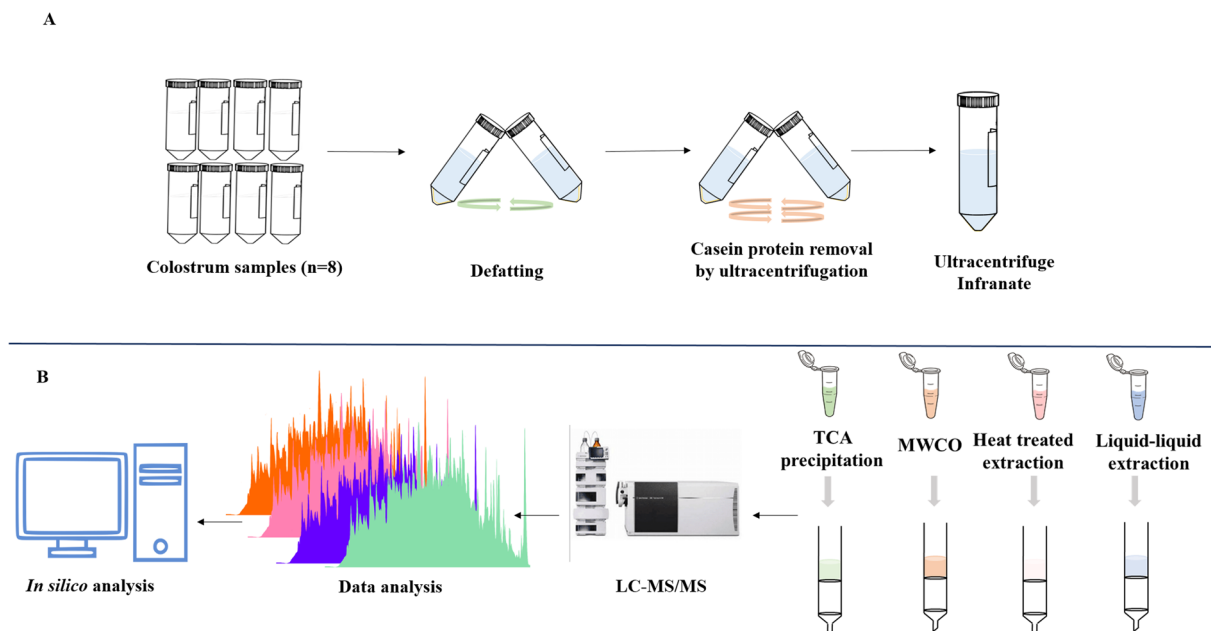 A
Colostrum samples (n=8)
Defatting
Casein protein removal
by ultracentrifugation
Ultracentrifuge
Infranate
B
TCA
precipitation
MWCO
Heat treated
extraction
Liquid-liquid
extraction
LC-MS/MS
Data analysis
In silico analysis